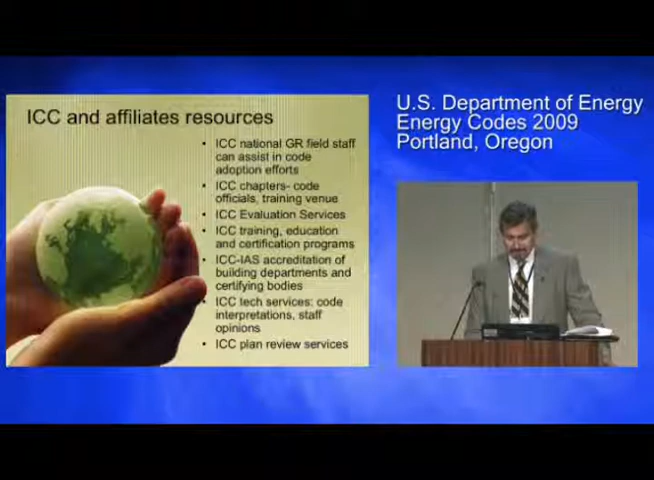 ICC and affiliates resources
• ICC national GR field staff
can assist in code
adoption efforts
• ICC chapters- code
officials, training venue
• ICC Evaluation Services
• ICC training, education
and certification programs
• ICC-IAS accreditation of
building departments and
certifying bodies
• ICC tech services: code
interpretations, staff
opinions
• ICC plan review services
U.S. Department of Energy
Energy Codes 2009
Portland, Oregon